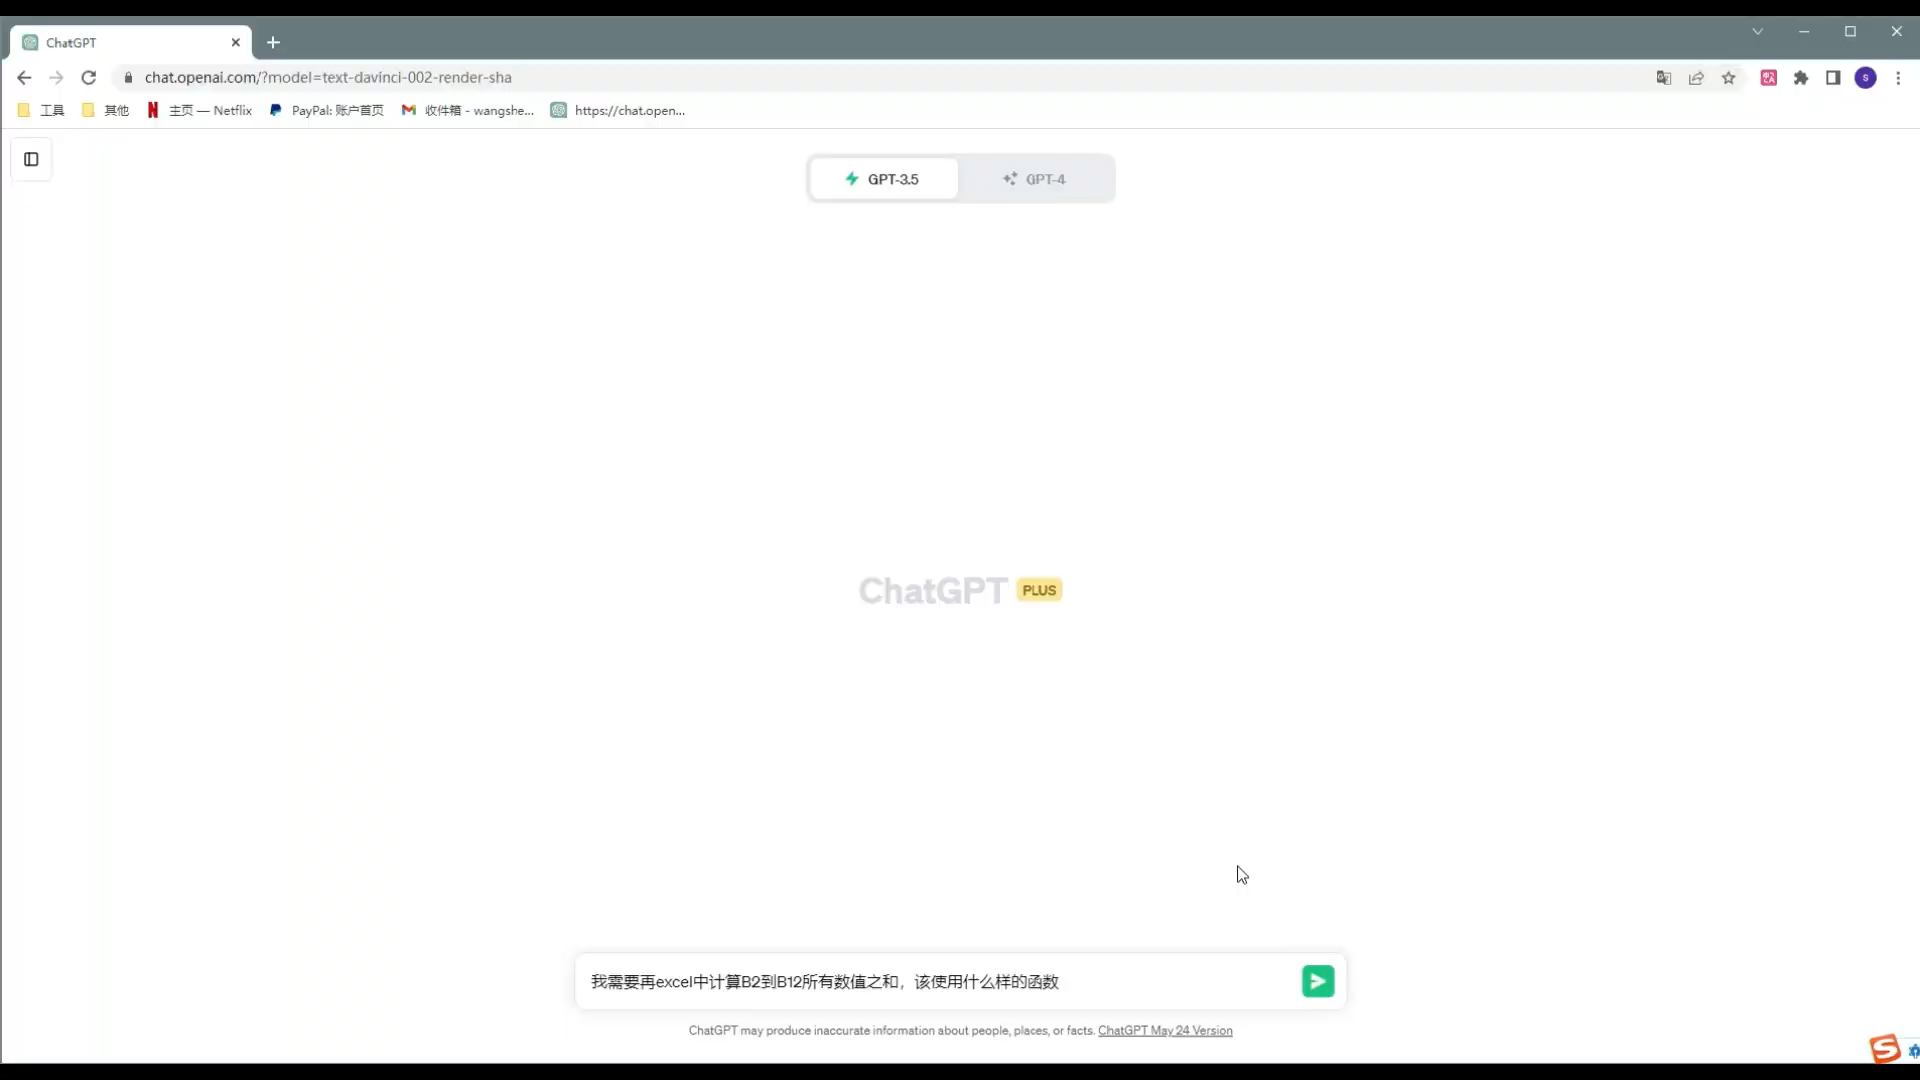 ChatGPT
chat.openai.com/?model=text-davinci-002-render-sha
工具 其他 主页 — Netflix PayPal: 账户首页 收件箱 - wangshe... https://chat.open...
GPT-3.5 GPT-4
ChatGPT PLUS
我需要再excel中计算B2到B12所有数值之和，该使用什么样的函数
ChatGPT may produce inaccurate information about people, places, or facts. ChatGPT May 24 Version